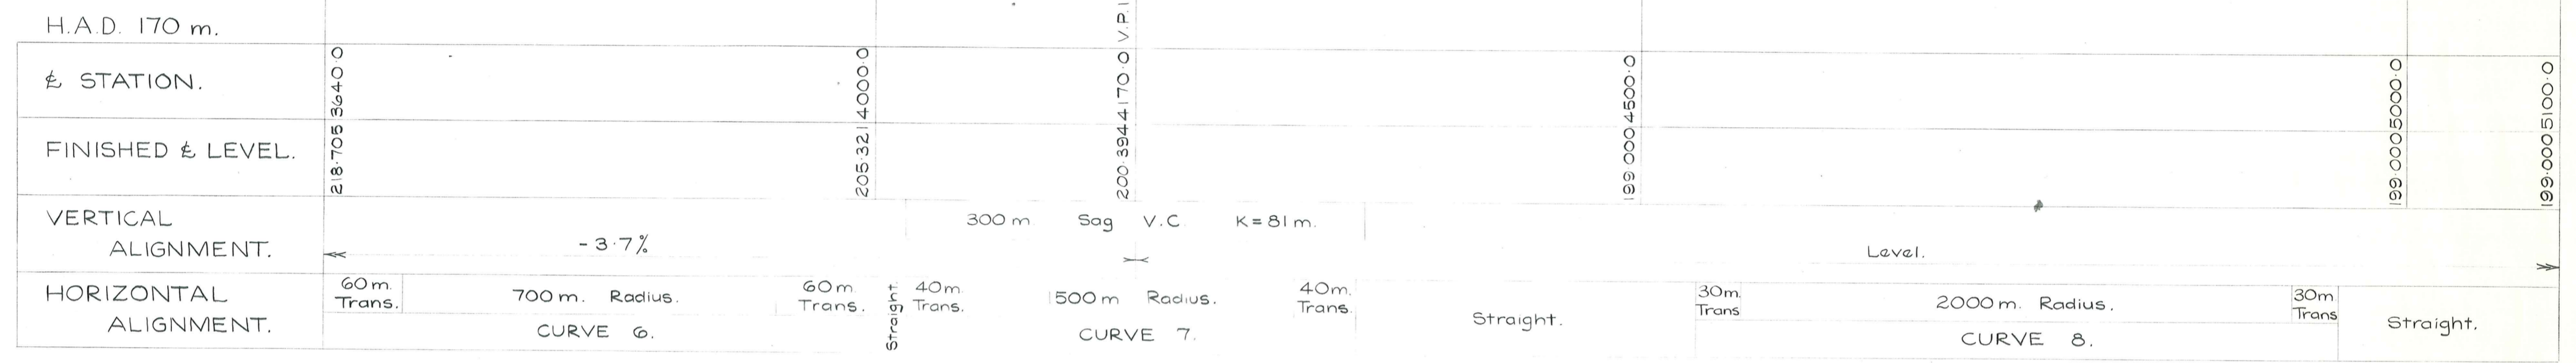 H.A.D. 170 m.
℄ STATION.
3640·0
4000·0
4170·0 V.P.I
4500·0
5000·0
5100·0
FINISHED ℄ LEVEL.
218·705
205·321
200·394
199·000
199·000
199·000
VERTICAL
ALIGNMENT.
-3·7%
300 m Sag V.C. K=81 m.
Level.
HORIZONTAL
ALIGNMENT.
60 m.
Trans.
700 m. Radius.
CURVE 6.
60 m
Trans.
Straight.
40 m.
Trans.
1500 m Radius.
CURVE 7.
40 m.
Trans.
Straight.
30 m.
Trans
2000 m. Radius.
CURVE 8.
30 m
Trans
Straight.